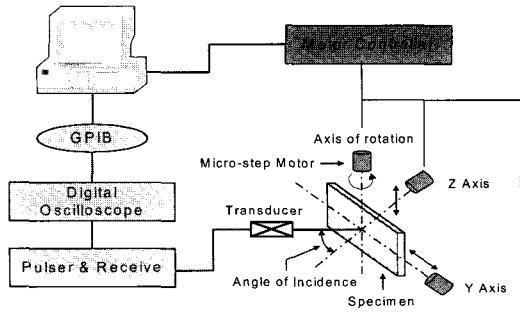 Motor Controller
GPIB
Axis of rotation
Micro-step Motor
Z Axis
Digital
Oscilloscope
Transducer
Pulser & Receive
Angle of Incidence
Y Axis
Specimen